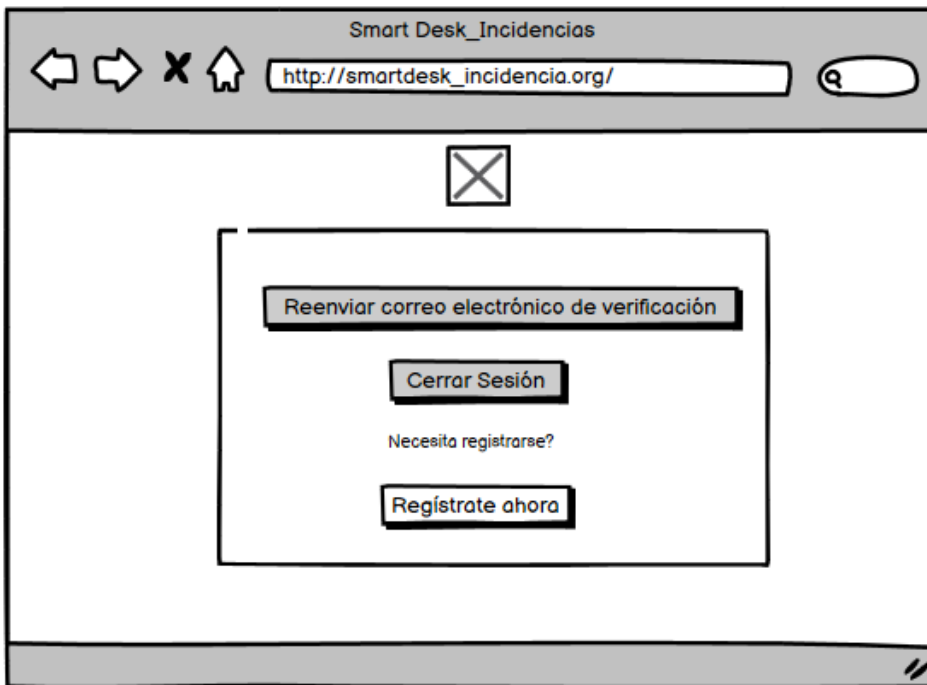 Smart Desk_Incidencias
http://smartdesk_incidencia.org/
Reenviar correo electrónico de verificación
Cerrar Sesión
Necesita registrarse?
Regístrate ahora